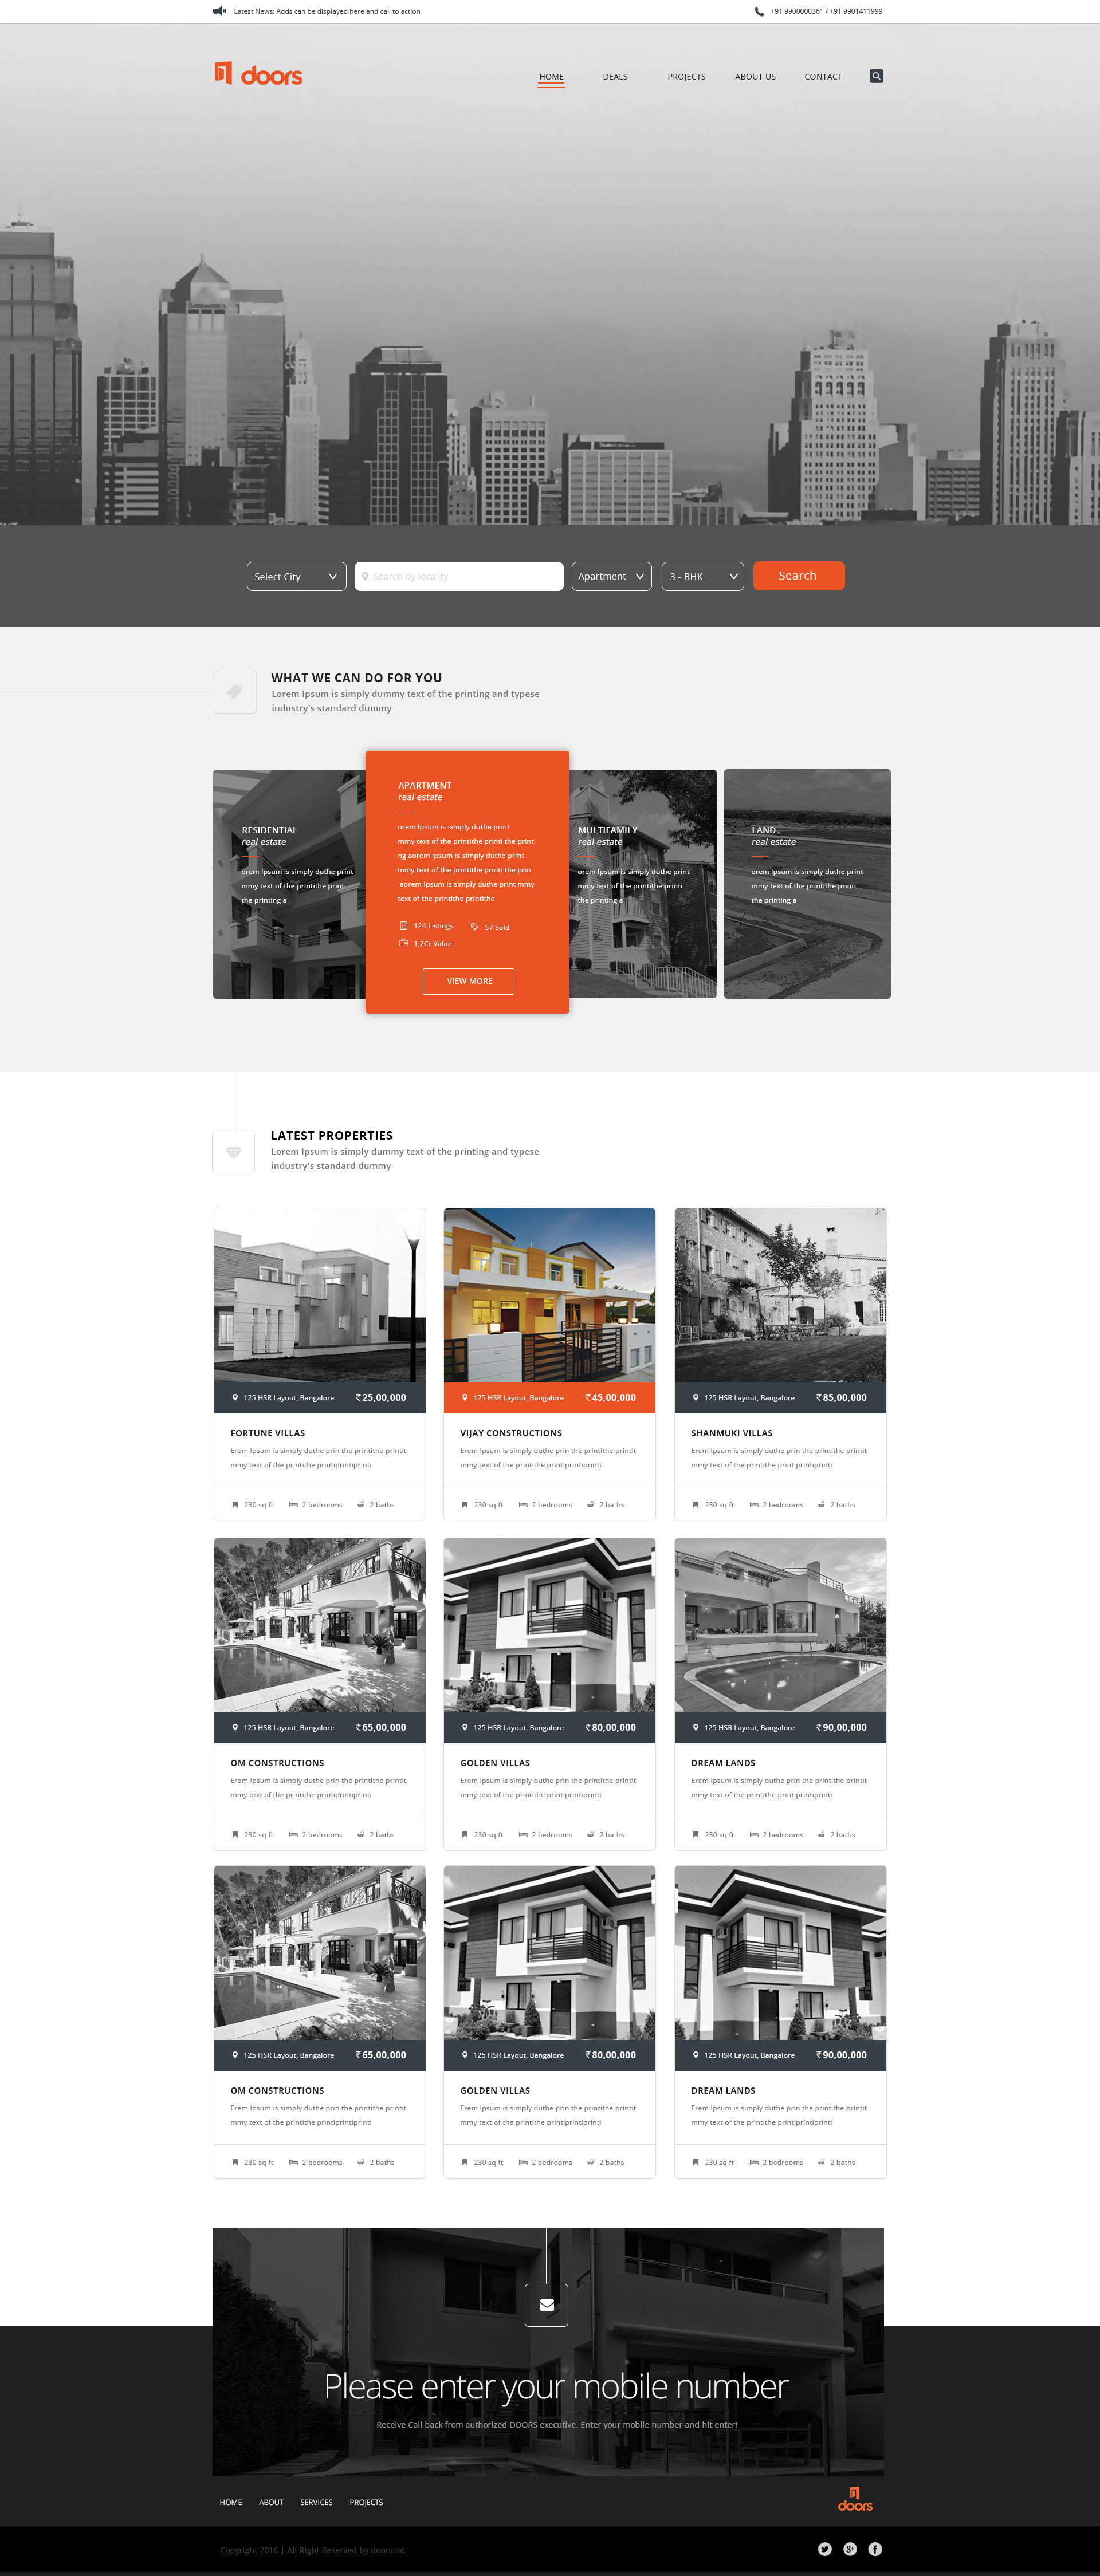 Latest News: Adds can be displayed here and call to action
+91 9900000361 / +91 9901411999
doors
HOME DEALS PROJECTS ABOUT US CONTACT
Select City
Search by locality
Apartment
3 - BHK
Search
WHAT WE CAN DO FOR YOU
Lorem Ipsum is simply dummy text of the printing and typese
industry's standard dummy
RESIDENTIAL
real estate
orem Ipsum is simply duthe print
mmy text of the printithe printi
the printing a
APARTMENT
real estate
orem Ipsum is simply duthe print
mmy text of the printithe printi the print
ng aorem Ipsum is simply duthe print
mmy text of the printithe printi the prin
aorem Ipsum is simply duthe print mmy
text of the printithe printithe
124 Listings
57 Sold
1,2Cr Value
VIEW MORE
MULTIFAMILY
real estate
orem Ipsum is simply duthe print
mmy text of the printithe printi
the printing a
LAND
real estate
orem Ipsum is simply duthe print
mmy text of the printithe printi
the printing a
LATEST PROPERTIES
Lorem Ipsum is simply dummy text of the printing and typese
industry's standard dummy
125 HSR Layout, Bangalore ₹25,00,000
FORTUNE VILLAS
Erem Ipsum is simply duthe prin the printithe printit
mmy text of the printithe printiprintiprinti
230 sq ft 2 bedrooms 2 baths
125 HSR Layout, Bangalore ₹45,00,000
VIJAY CONSTRUCTIONS
Erem Ipsum is simply duthe prin the printithe printit
mmy text of the printithe printiprintiprinti
230 sq ft 2 bedrooms 2 baths
125 HSR Layout, Bangalore ₹85,00,000
SHANMUKI VILLAS
Erem Ipsum is simply duthe prin the printithe printit
mmy text of the printithe printiprintiprinti
230 sq ft 2 bedrooms 2 baths
125 HSR Layout, Bangalore ₹65,00,000
OM CONSTRUCTIONS
Erem Ipsum is simply duthe prin the printithe printit
mmy text of the printithe printiprintiprinti
230 sq ft 2 bedrooms 2 baths
125 HSR Layout, Bangalore ₹80,00,000
GOLDEN VILLAS
Erem Ipsum is simply duthe prin the printithe printit
mmy text of the printithe printiprintiprinti
230 sq ft 2 bedrooms 2 baths
125 HSR Layout, Bangalore ₹90,00,000
DREAM LANDS
Erem Ipsum is simply duthe prin the printithe printit
mmy text of the printithe printiprintiprinti
230 sq ft 2 bedrooms 2 baths
125 HSR Layout, Bangalore ₹65,00,000
OM CONSTRUCTIONS
Erem Ipsum is simply duthe prin the printithe printit
mmy text of the printithe printiprintiprinti
230 sq ft 2 bedrooms 2 baths
125 HSR Layout, Bangalore ₹80,00,000
GOLDEN VILLAS
Erem Ipsum is simply duthe prin the printithe printit
mmy text of the printithe printiprintiprinti
230 sq ft 2 bedrooms 2 baths
125 HSR Layout, Bangalore ₹90,00,000
DREAM LANDS
Erem Ipsum is simply duthe prin the printithe printit
mmy text of the printithe printiprintiprinti
230 sq ft 2 bedrooms 2 baths
Please enter your mobile number
Receive Call back from authorized DOORS executive. Enter your mobile number and hit enter!
HOME ABOUT SERVICES PROJECTS
doors
Copyright 2016 | All Right Reserved by doorsind